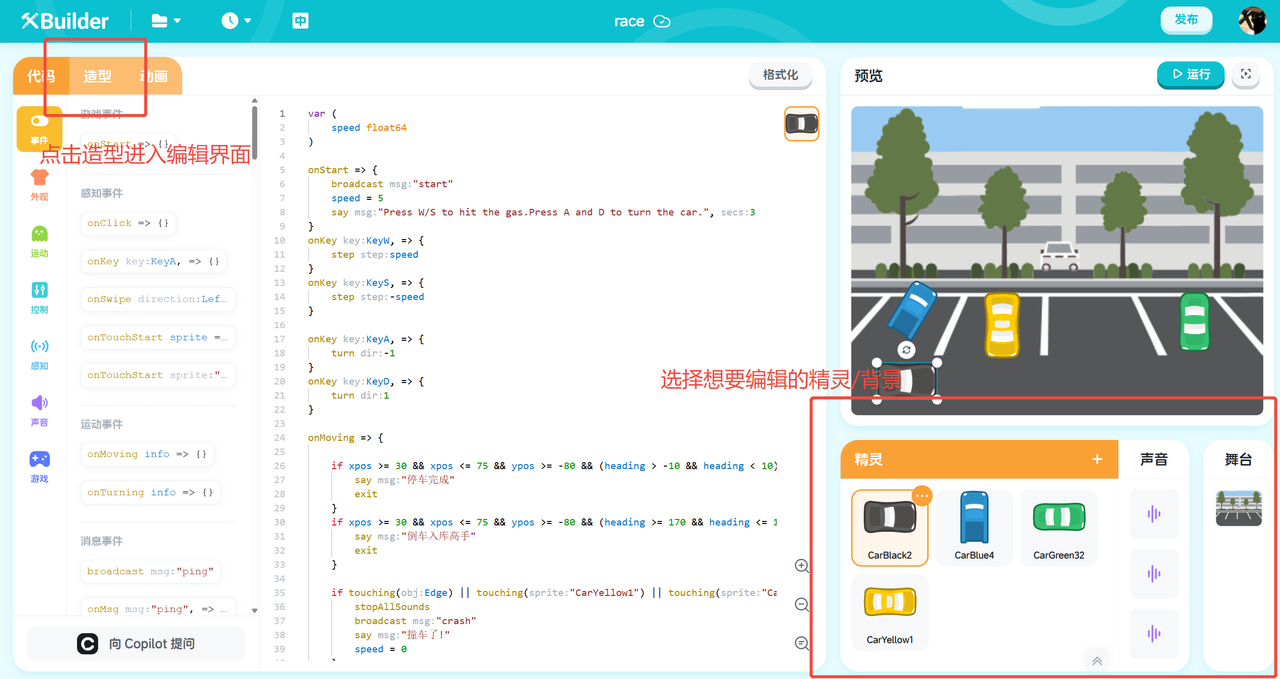 XBuilder
中
race
发布
代码
造型
动画
格式化
预览
运行
游戏事件
onStart => {}
点击造型进入编辑界面
事件
外观
运动
控制
感知
声音
游戏
感知事件
onClick => {}
onKey key:KeyA, => {}
onSwipe direction:Lef…
onTouchStart sprite =…
onTouchStart sprite:"…
运动事件
onMoving info => {}
onTurning info => {}
消息事件
broadcast msg:"ping"
onMsg msg:"ping", => …
向 Copilot 提问
1 var (
2 speed float64
3 )
4
5 onStart => {
6 broadcast msg:"start"
7 speed = 5
8 say msg:"Press W/S to hit the gas.Press A and D to turn the car.", secs:3
9 }
10 onKey key:KeyW, => {
11 step step:speed
12 }
13 onKey key:KeyS, => {
14 step step:-speed
15 }
16
17 onKey key:KeyA, => {
18 turn dir:-1
19 }
20 onKey key:KeyD, => {
21 turn dir:1
22 }
23
24 onMoving => {
25
26 if xpos >= 30 && xpos <= 75 && ypos >= -80 && (heading > -10 && heading < 10)
27 say msg:"停车完成"
28 exit
29 }
30 if xpos >= 30 && xpos <= 75 && ypos >= -80 && (heading >= 170 && heading <= 1
31 say msg:"倒车入库高手"
32 exit
33 }
34
35 if touching(obj:Edge) || touching(sprite:"CarYellow1") || touching(sprite:"Ca
36 stopAllSounds
37 broadcast msg:"crash"
38 say msg:"撞车了!"
39 speed = 0
选择想要编辑的精灵/背景
精灵
+
声音
舞台
CarBlack2
CarBlue4
CarGreen32
CarYellow1